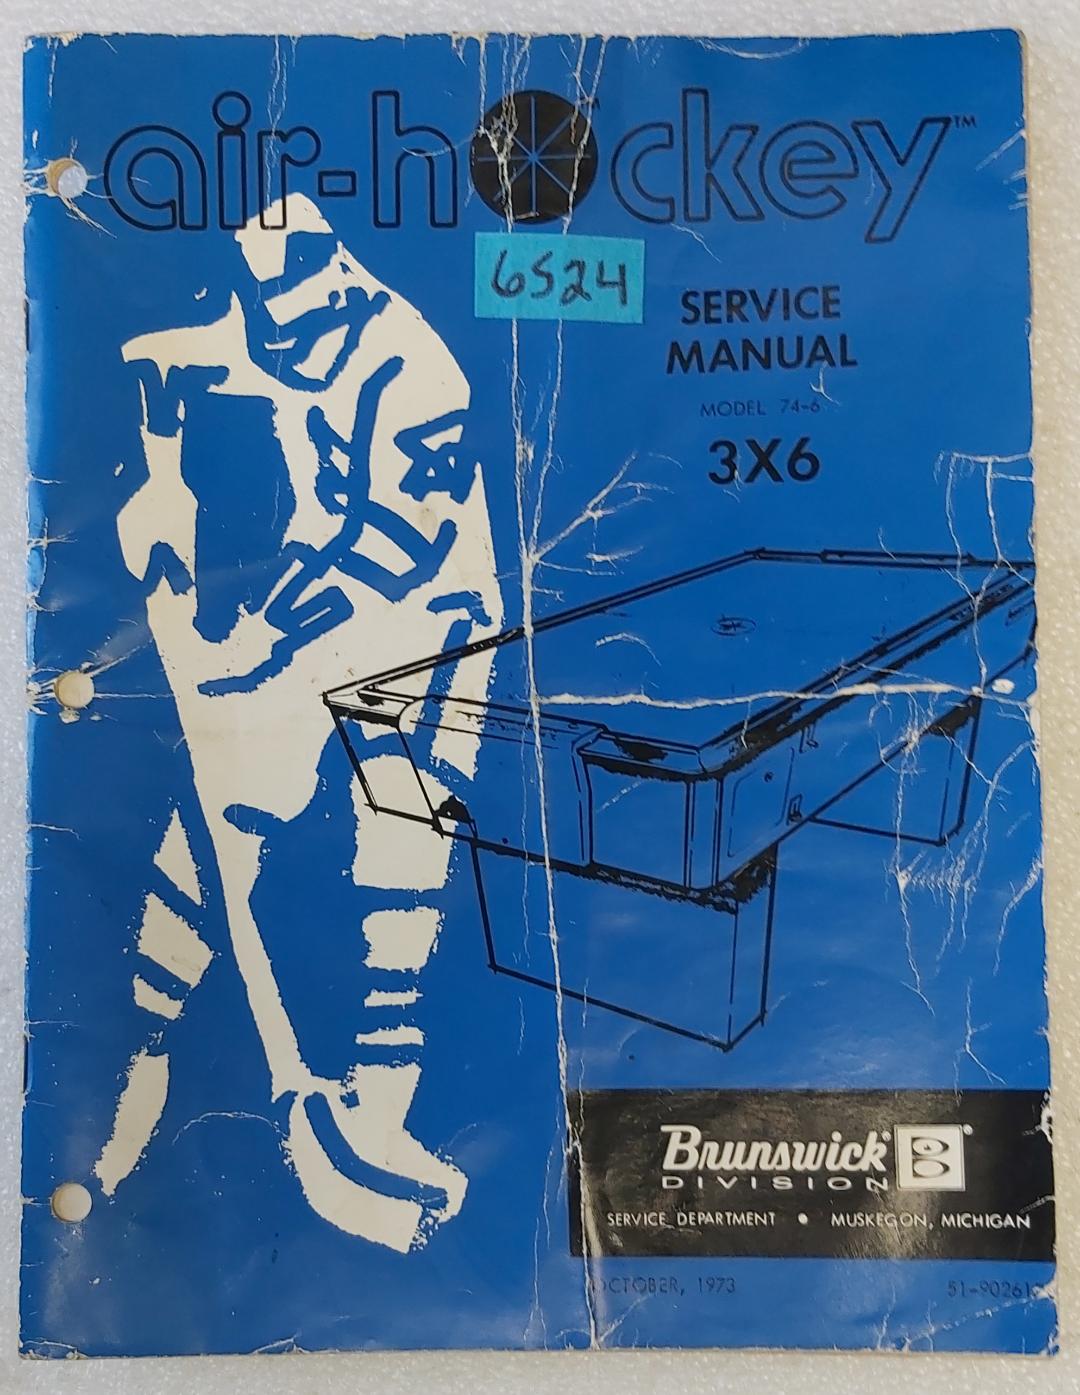 air-hockey™
6524
SERVICE
MANUAL
MODEL 74-6
3X6
Brunswick®
DIVISION
SERVICE DEPARTMENT • MUSKEGON, MICHIGAN
OCTOBER, 1973